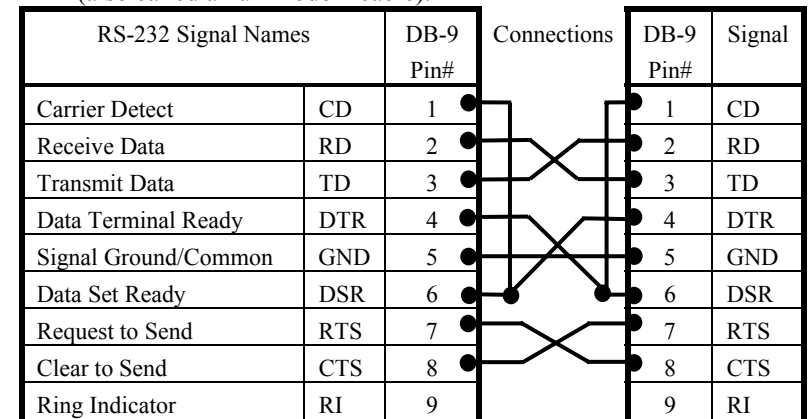 RS-232 Signal Names DB-9 Pin# Connections DB-9 Pin# Signal
Carrier Detect CD 1 1 CD
Receive Data RD 2 2 RD
Transmit Data TD 3 3 TD
Data Terminal Ready DTR 4 4 DTR
Signal Ground/Common GND 5 5 GND
Data Set Ready DSR 6 6 DSR
Request to Send RTS 7 7 RTS
Clear to Send CTS 8 8 CTS
Ring Indicator RI 9 9 RI